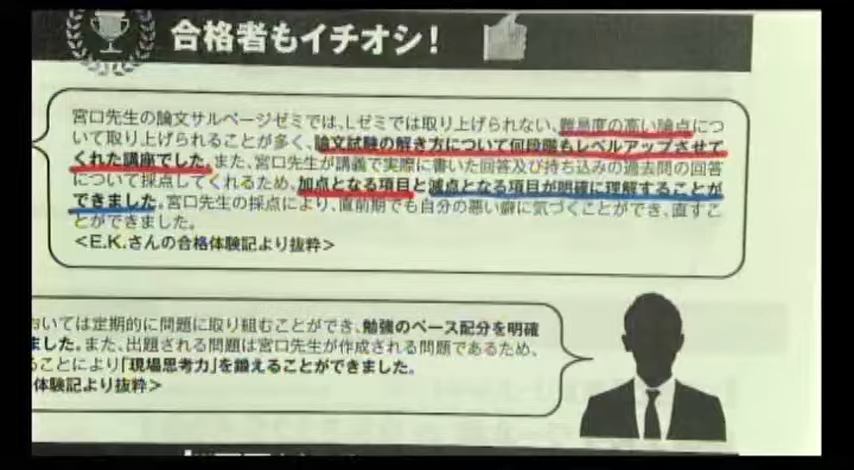 合格者もイチオシ!
宮口先生の論文サルベージゼミでは、Lゼミでは取り上げられない、難易度の高い論点につ
いて取り上げられることが多く、論文試験の解き方について何段階もレベルアップさせて
くれた講座でした。また、宮口先生が講義で実際に書いた回答及び持ち込みの過去問の回答
について採点してくれるため、加点となる項目と減点となる項目が明確に理解することが
できました。宮口先生の採点により、直前期でも自分の悪い癖に気づくことができ、直すこ
とができました。
<E.K.さんの合格体験記より抜粋>
おいては定期的に問題に取り組むことができ、勉強のペース配分を明確
ました。また、出題される問題は宮口先生が作成される問題であるため、
ることにより「現場思考力」を鍛えることができました。
体験記より抜粋>